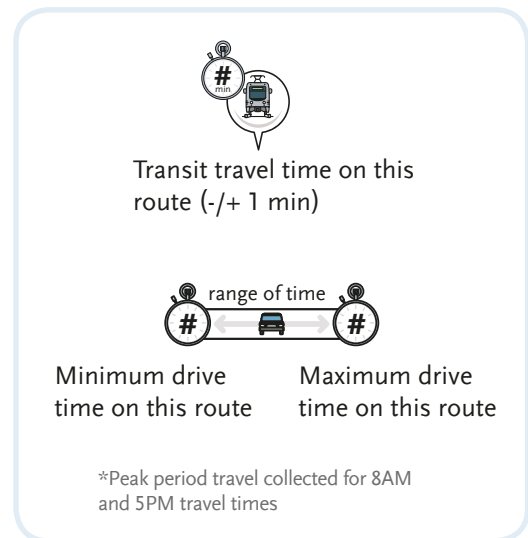 #
min
Transit travel time on this
route (-/+ 1 min)
range of time
# #
Minimum drive
time on this route
Maximum drive
time on this route
*Peak period travel collected for 8AM
and 5PM travel times